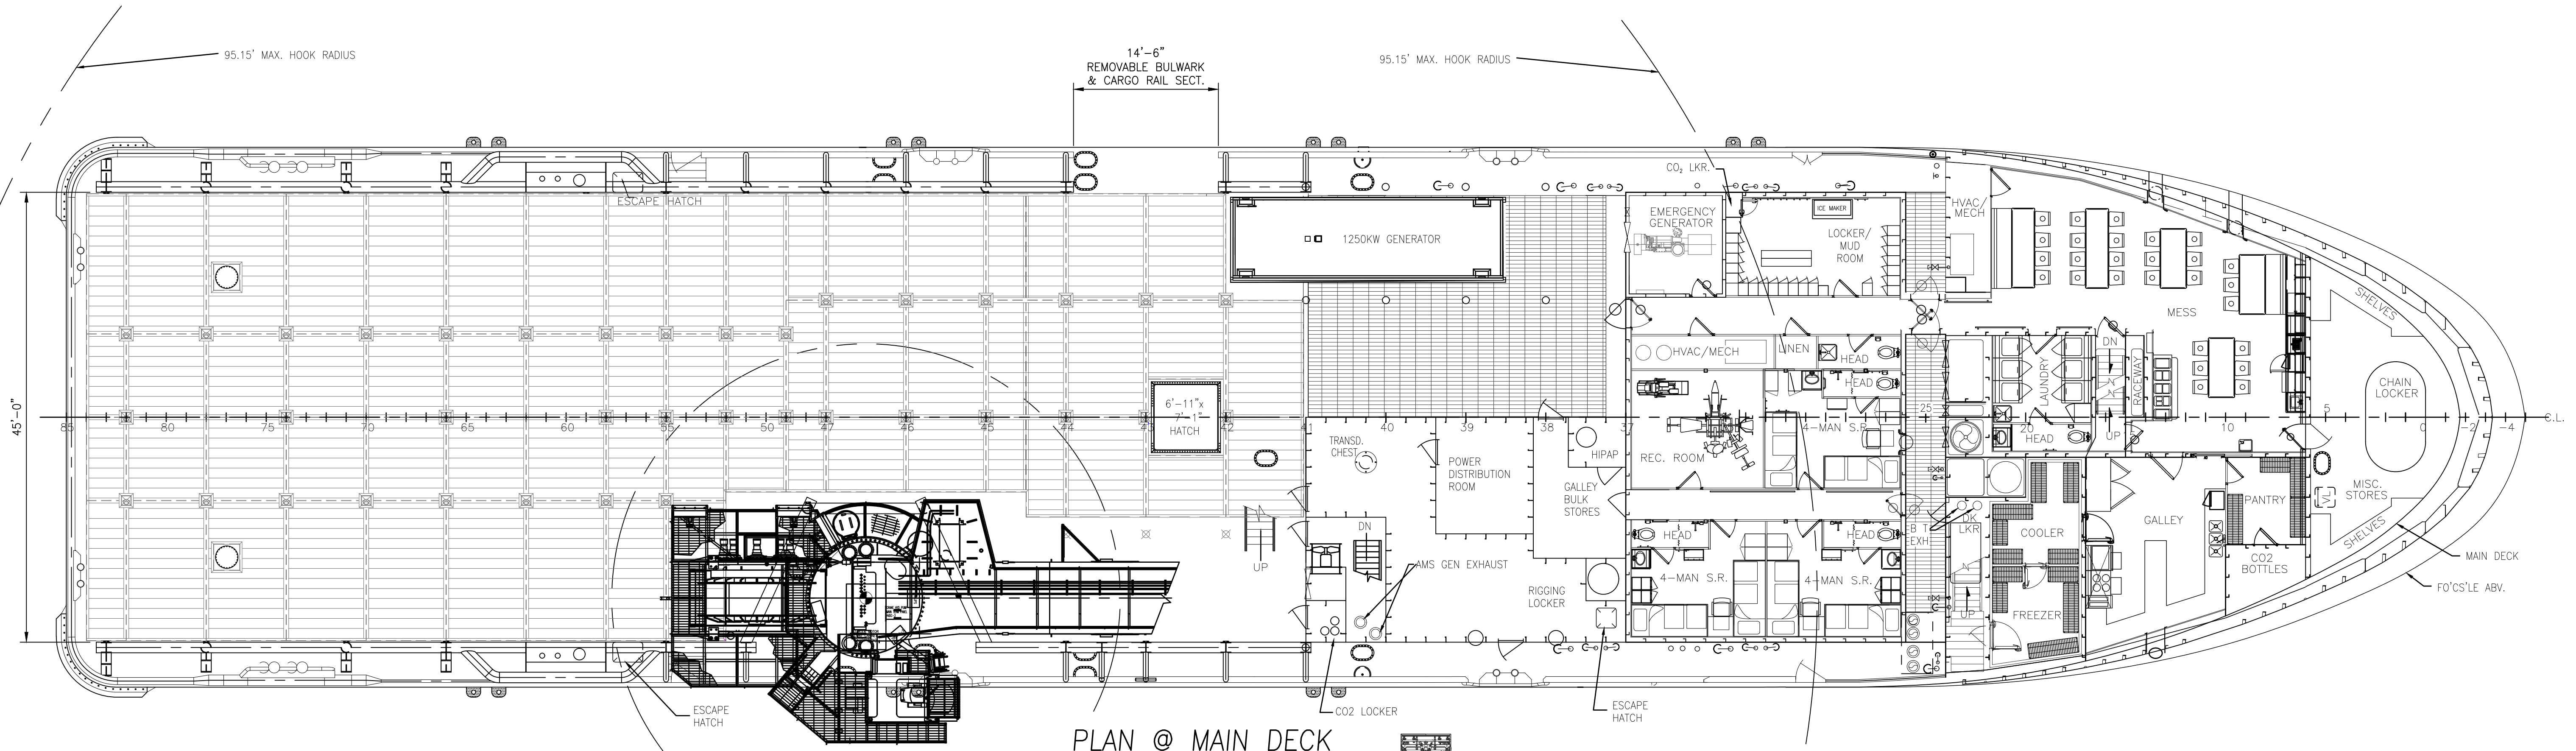 95.15' MAX. HOOK RADIUS
14'-6"
REMOVABLE BULWARK
& CARGO RAIL SECT.
95.15' MAX. HOOK RADIUS
45'-0"
ESCAPE HATCH
1250KW GENERATOR
CO₂ LKR.
EMERGENCY
GENERATOR
ICE MAKER
LOCKER/
MUD
ROOM
HVAC/
MECH
MESS
SHELVES
HVAC/MECH
LINEN
HEAD
HEAD
LAUNDRY
DN
RACEWAY
CHAIN
LOCKER
6'-11"x
7'-1"
HATCH
85
80
75
70
65
60
55
50
47
46
45
44
43
42
41
40
39
38
37
25
20
10
5
0
-2
-4
C.L.
TRANSD.
CHEST
POWER
DISTRIBUTION
ROOM
HIPAP
GALLEY
BULK
STORES
REC. ROOM
4-MAN S.R.
HEAD
UP
MISC.
STORES
SHELVES
PANTRY
GALLEY
COOLER
DK
LKR
EB T
EXH
UP
DN
AMS GEN EXHAUST
HEAD
HEAD
4-MAN S.R.
4-MAN S.R.
RIGGING
LOCKER
UP
FREEZER
CO2
BOTTLES
MAIN DECK
FO'CS'LE ABV.
ESCAPE
HATCH
CO2 LOCKER
ESCAPE
HATCH
PLAN @ MAIN DECK